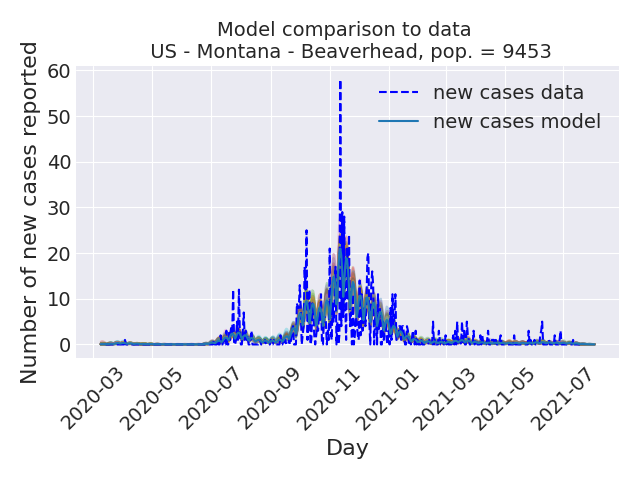 Model comparison to data
US - Montana - Beaverhead, pop. = 9453
Number of new cases reported
60
50
40
30
20
10
0
new cases data
new cases model
2020-03
2020-05
2020-07
2020-09
2020-11
2021-01
2021-03
2021-05
2021-07
Day